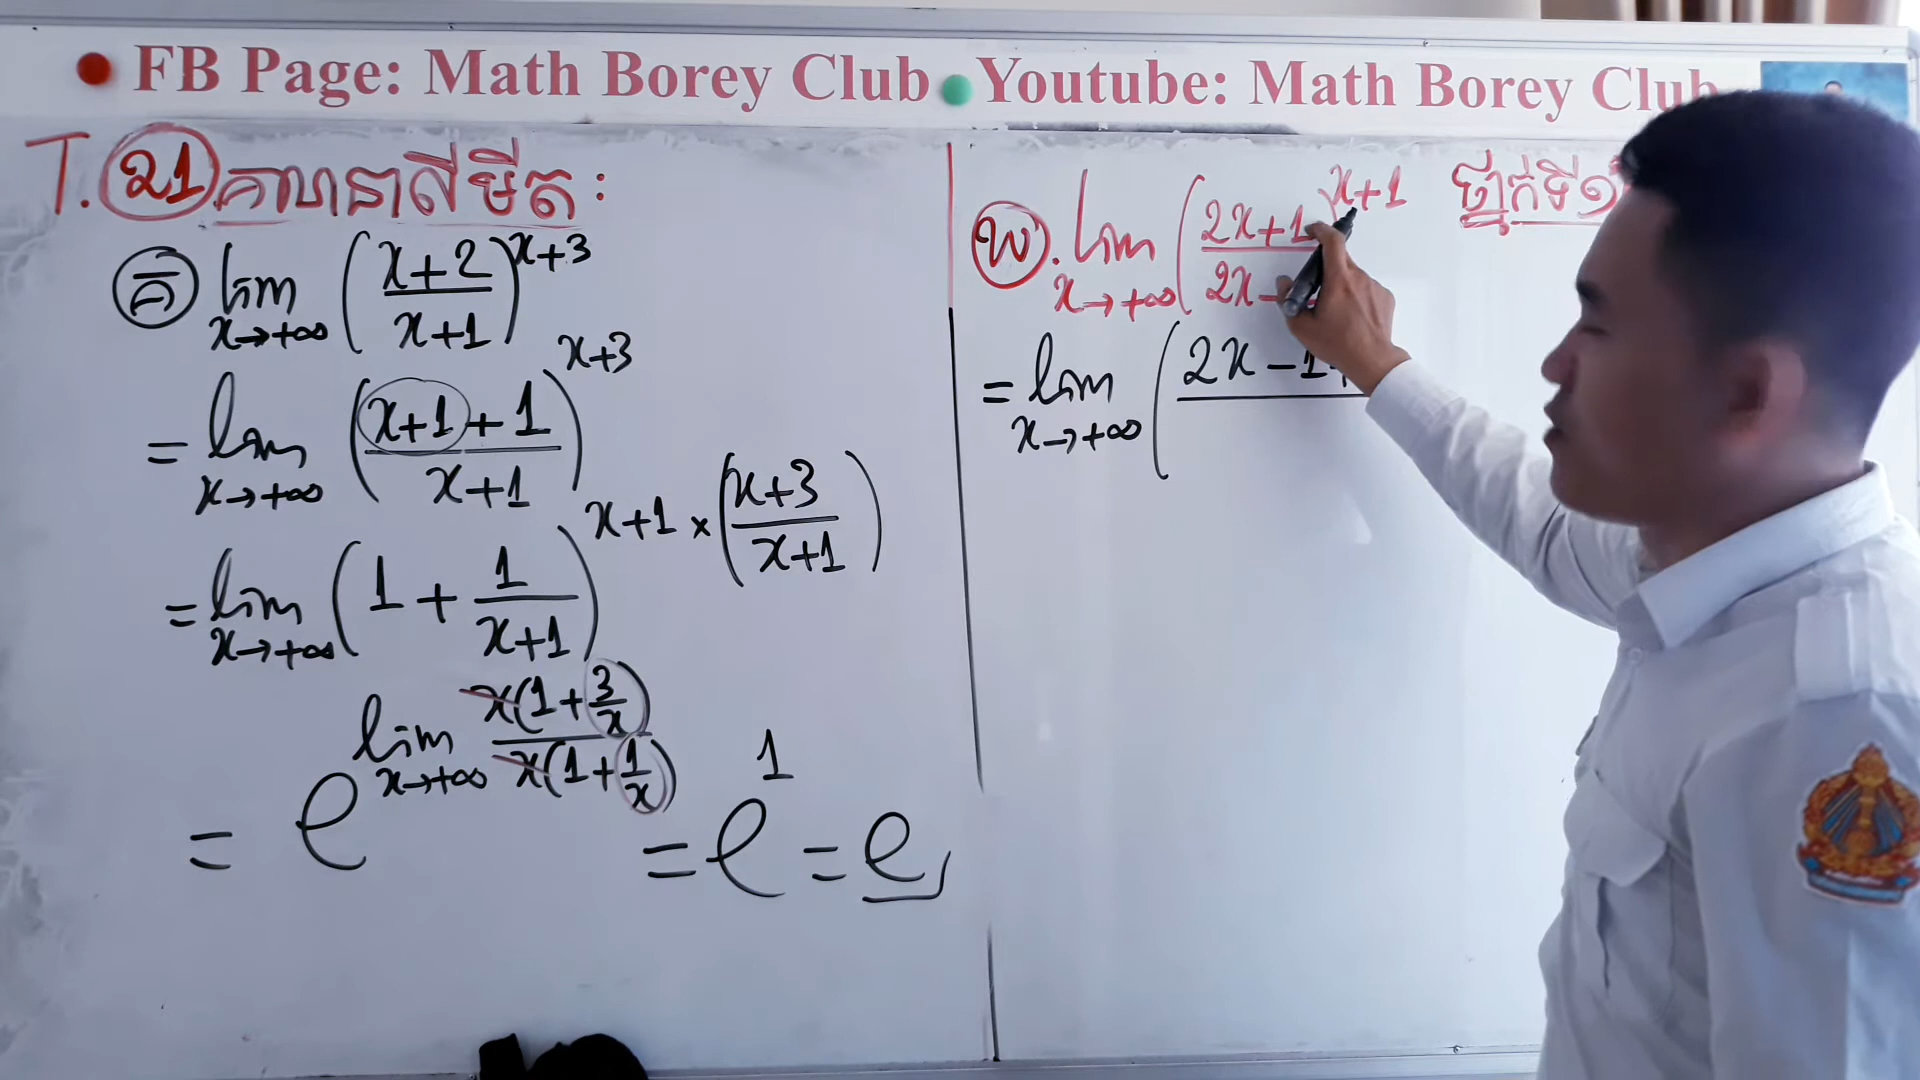 FB Page: Math Borey Club Youtube: Math Borey Club
T. 21 គណនាលីមីត :
គ lim x→+∞ ((x+2)/(x+1))^(x+3)
= lim x→+∞ ((x+1+1)/(x+1))^(x+3)
= lim x→+∞ (1 + 1/(x+1))^(x+1 × ((x+3)/(x+1)))
= e^(lim x→+∞ x(1+3/x)/x(1+1/x)) = e^1 = e
ឃ. lim x→+∞ ((2x+1)/(2x-
x+1
= lim x→+∞ (2x-1+